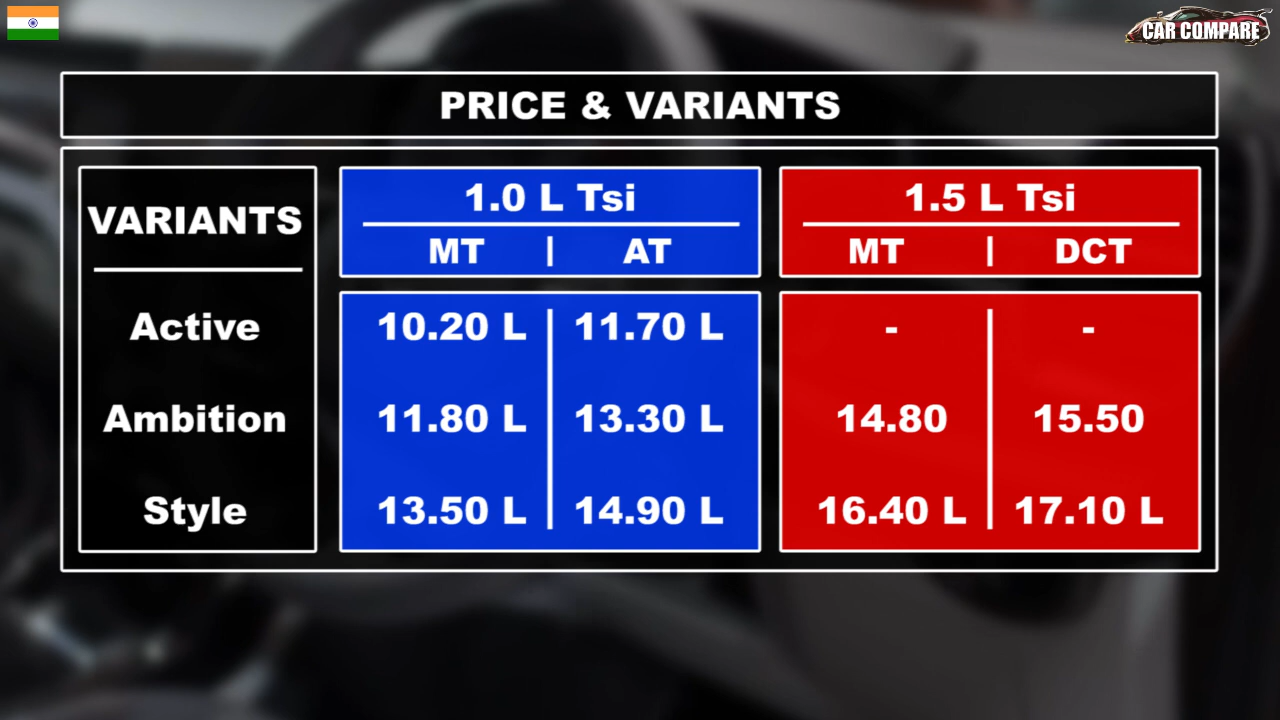 CAR COMPARE
PRICE & VARIANTS
VARIANTS
1.0 L Tsi
MT | AT
1.5 L Tsi
MT | DCT
Active 10.20 L 11.70 L - -
Ambition 11.80 L 13.30 L 14.80 15.50
Style 13.50 L 14.90 L 16.40 L 17.10 L